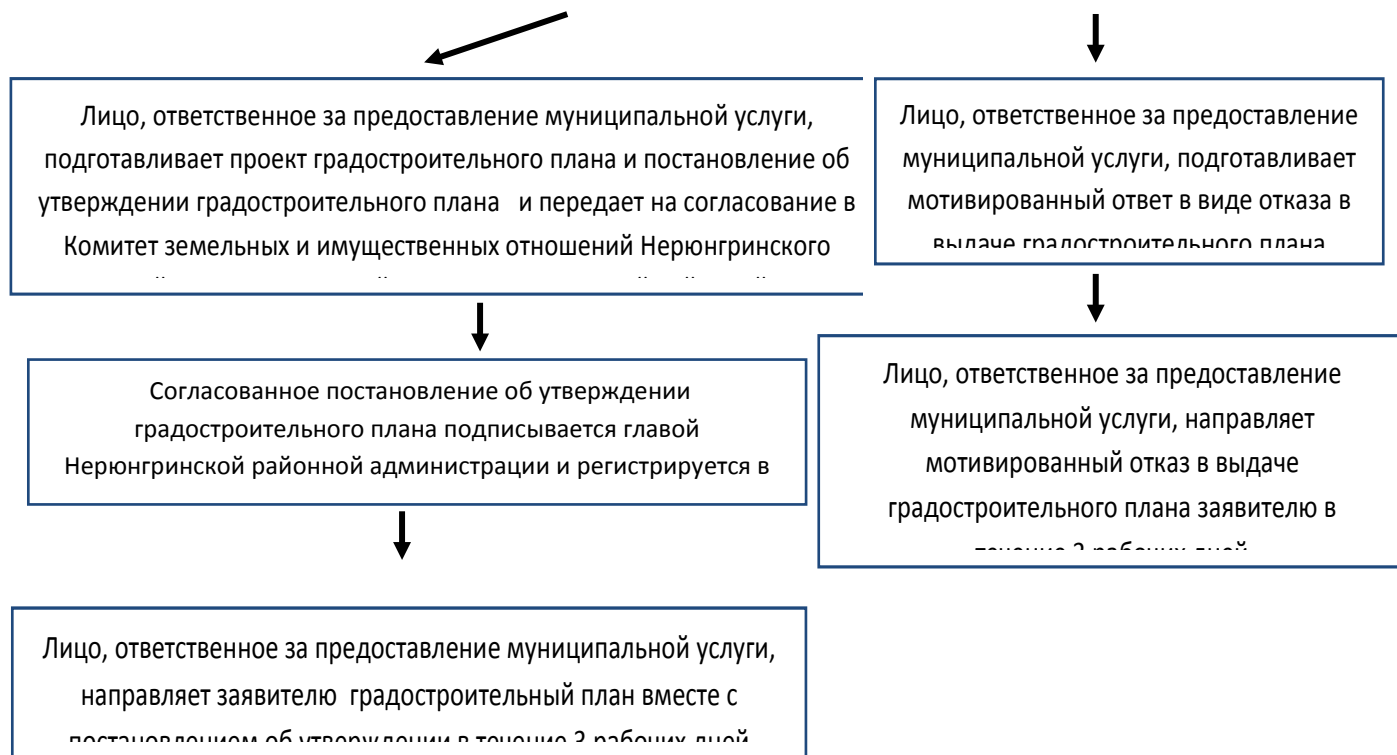 Лицо, ответственное за предоставление муниципальной услуги,
подготавливает проект градостроительного плана и постановление об
утверждении градостроительного плана и передает на согласование в
Комитет земельных и имущественных отношений Нерюнгринского
Лицо, ответственное за предоставление
муниципальной услуги, подготавливает
мотивированный ответ в виде отказа в
выдаче градостроительного плана
Согласованное постановление об утверждении
градостроительного плана подписывается главой
Нерюнгринской районной администрации и регистрируется в
Лицо, ответственное за предоставление
муниципальной услуги, направляет
мотивированный отказ в выдаче
градостроительного плана заявителю в
течение рабочих дней
Лицо, ответственное за предоставление муниципальной услуги,
направляет заявителю градостроительный план вместе с
постановлением об утверждении в течение 3 рабочих дней